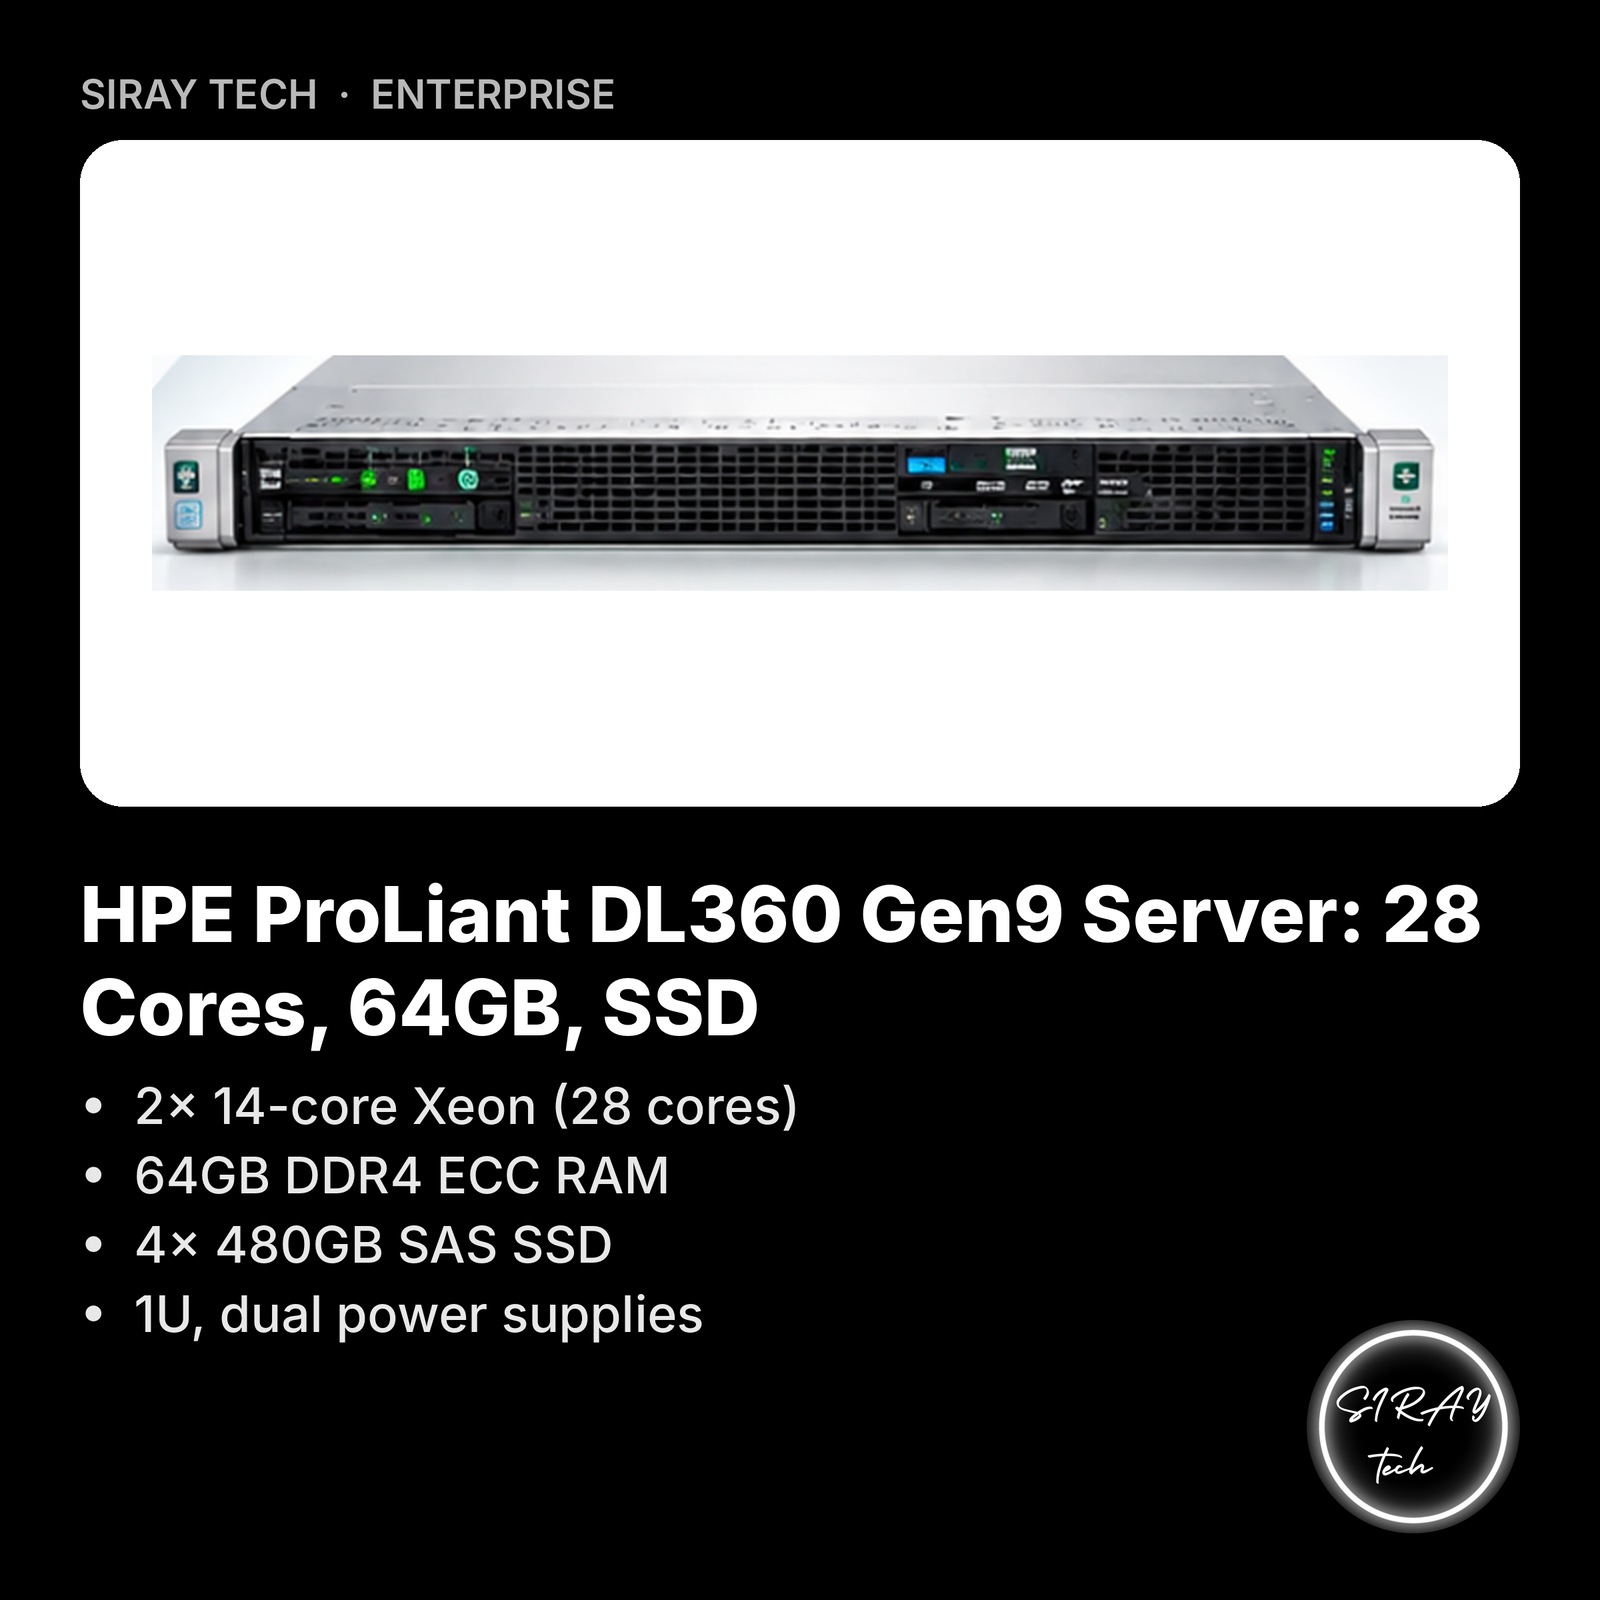 SIRAY TECH · ENTERPRISE
HPE ProLiant DL360 Gen9 Server: 28
Cores, 64GB, SSD
• 2× 14-core Xeon (28 cores)
• 64GB DDR4 ECC RAM
• 4× 480GB SAS SSD
• 1U, dual power supplies
SIRAY
tech